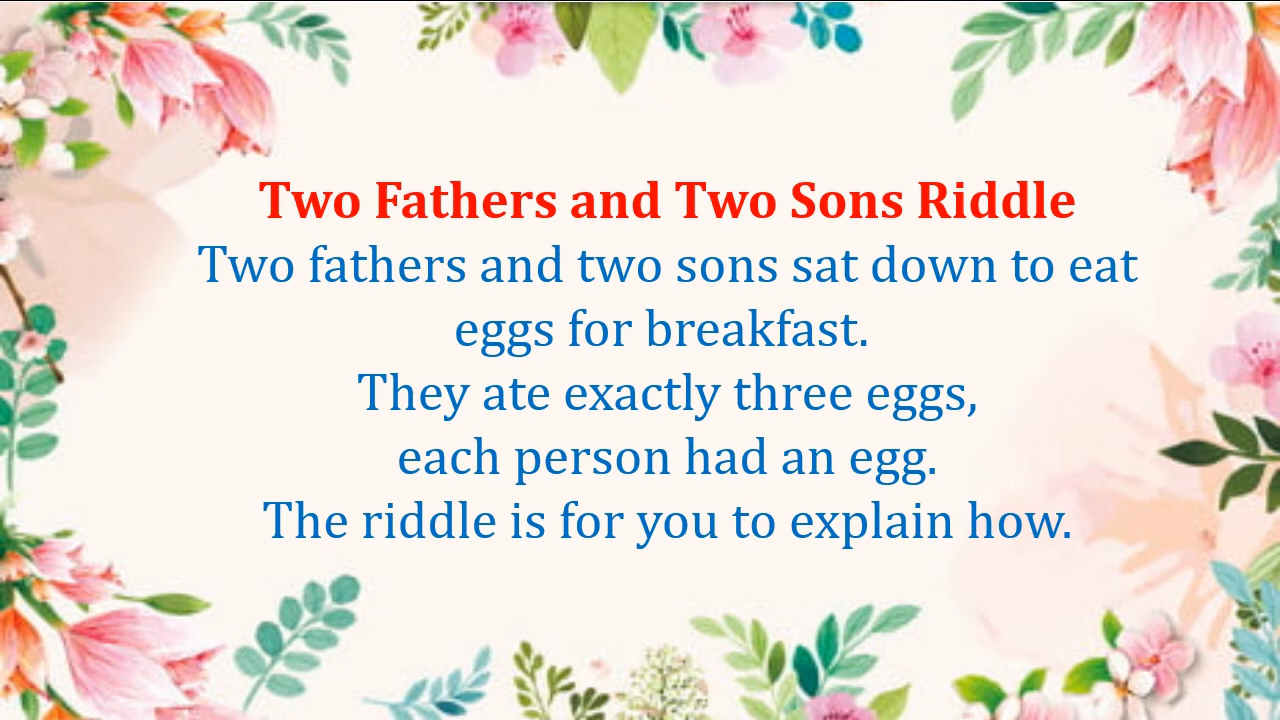 Two Fathers and Two Sons Riddle
Two fathers and two sons sat down to eat
eggs for breakfast.
They ate exactly three eggs,
each person had an egg.
The riddle is for you to explain how.